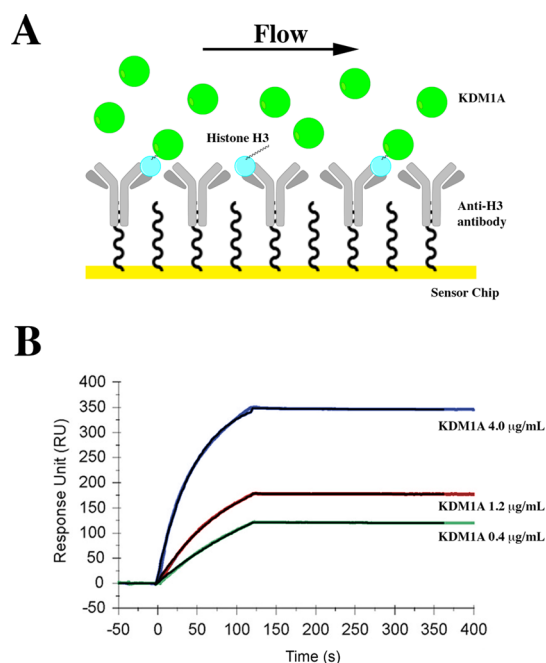 A
Flow
KDM1A
Histone H3
Anti-H3
antibody
Sensor Chip
B
Response Unit (RU)
400
350
300
250
200
150
100
50
0
-50
KDM1A 4.0 µg/mL
KDM1A 1.2 µg/mL
KDM1A 0.4 µg/mL
-50 0 50 100 150 200 250 300 350 400
Time (s)